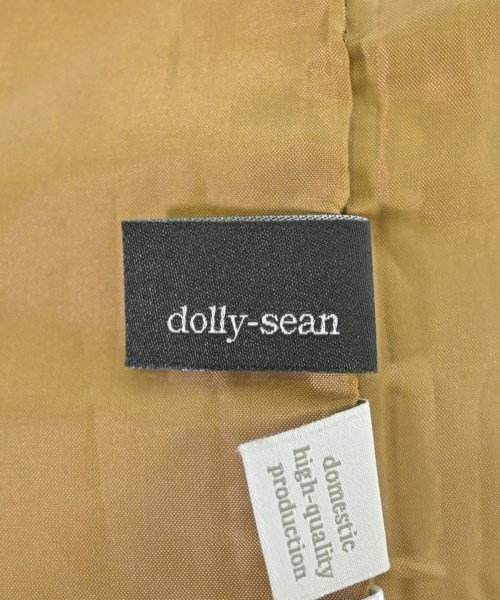 dolly-sean
domestic
high-quality
production